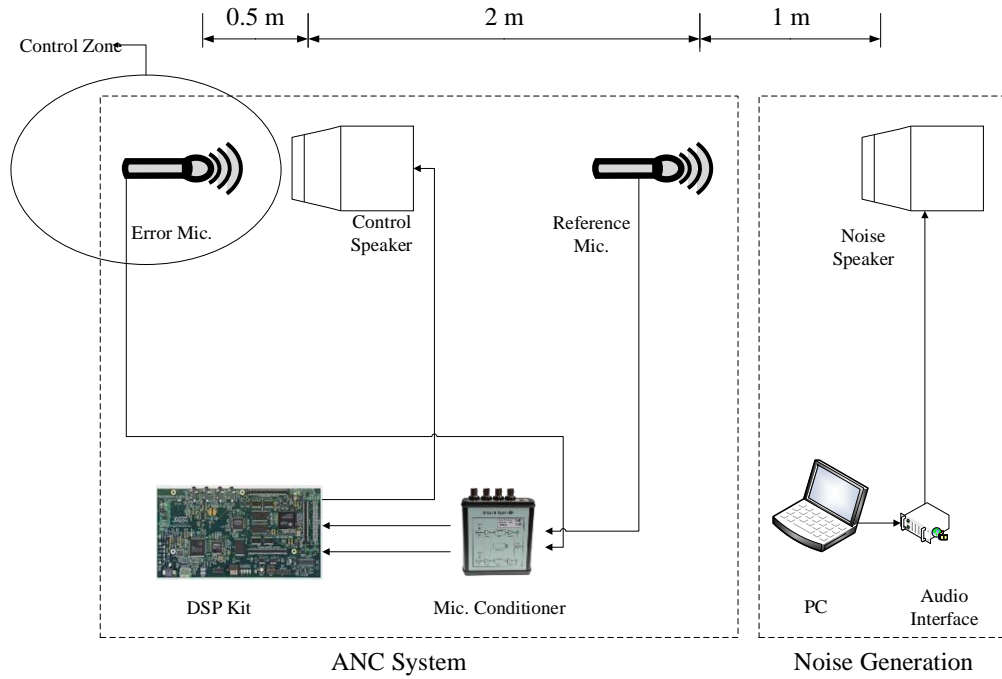 0.5 m
2 m
1 m
Control Zone
Error Mic.
Control
Speaker
Reference
Mic.
Noise
Speaker
DSP Kit
Mic. Conditioner
PC
Audio
Interface
ANC System
Noise Generation